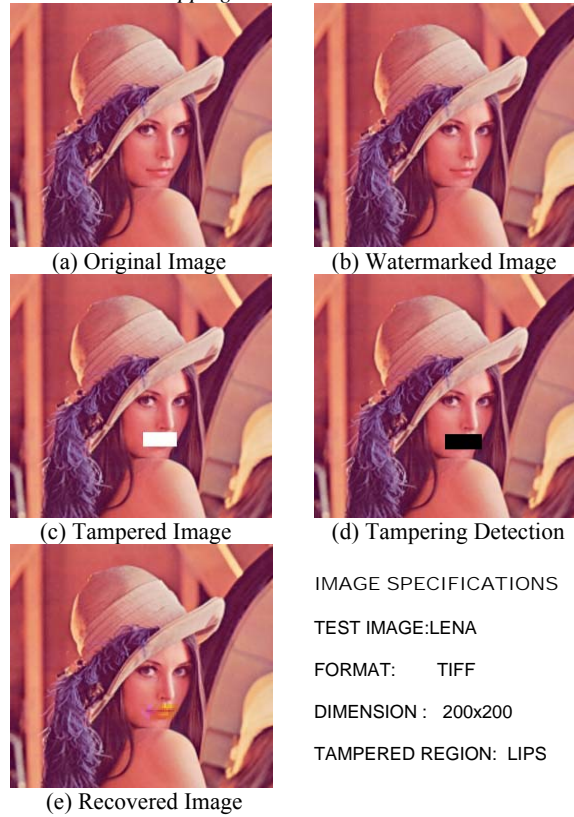 (a) Original Image
(b) Watermarked Image
(c) Tampered Image
(d) Tampering Detection
IMAGE SPECIFICATIONS
TEST IMAGE:LENA
FORMAT: TIFF
DIMENSION : 200x200
TAMPERED REGION: LIPS
(e) Recovered Image